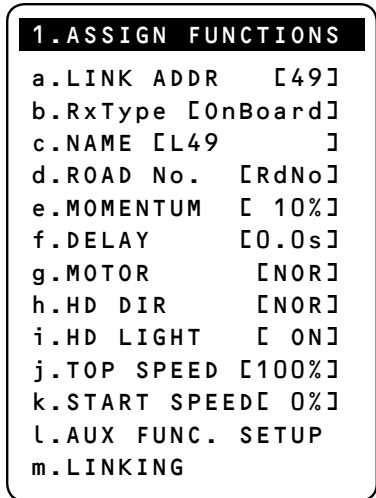 1.ASSIGN FUNCTIONS
a.LINK ADDR [49]
b.RxType [OnBoard]
c.NAME [L49 ]
d.ROAD No. [RdNo]
e.MOMENTUM [ 10%]
f.DELAY [0.0s]
g.MOTOR [NOR]
h.HD DIR [NOR]
i.HD LIGHT [ ON]
j.TOP SPEED [100%]
k.START SPEED[ 0%]
l.AUX FUNC. SETUP
m.LINKING